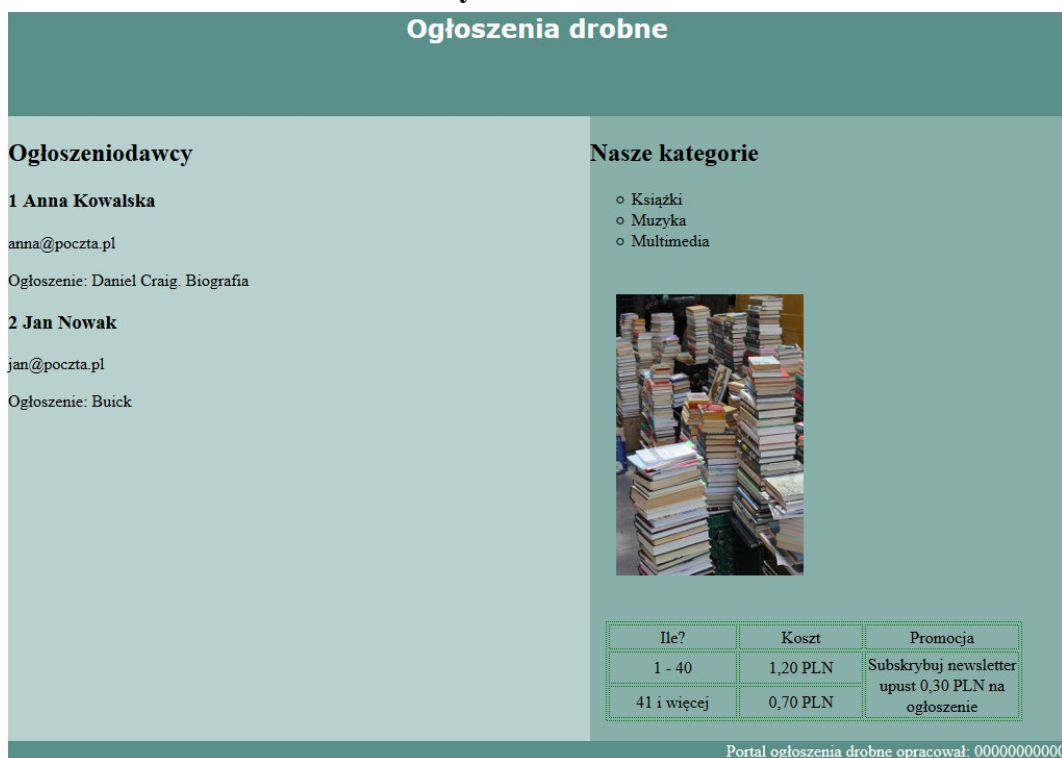 Ogłoszenia drobne
Ogłoszeniodawcy
1 Anna Kowalska
anna@poczta.pl
Ogłoszenie: Daniel Craig. Biografia
2 Jan Nowak
jan@poczta.pl
Ogłoszenie: Buick
Nasze kategorie
Książki
Muzyka
Multimedia
Ile? Koszt Promocja
1 - 40 1,20 PLN Subskrybuj newsletter
upust 0,30 PLN na
41 i więcej 0,70 PLN ogłoszenie
Portal ogłoszenia drobne opracował: 00000000000